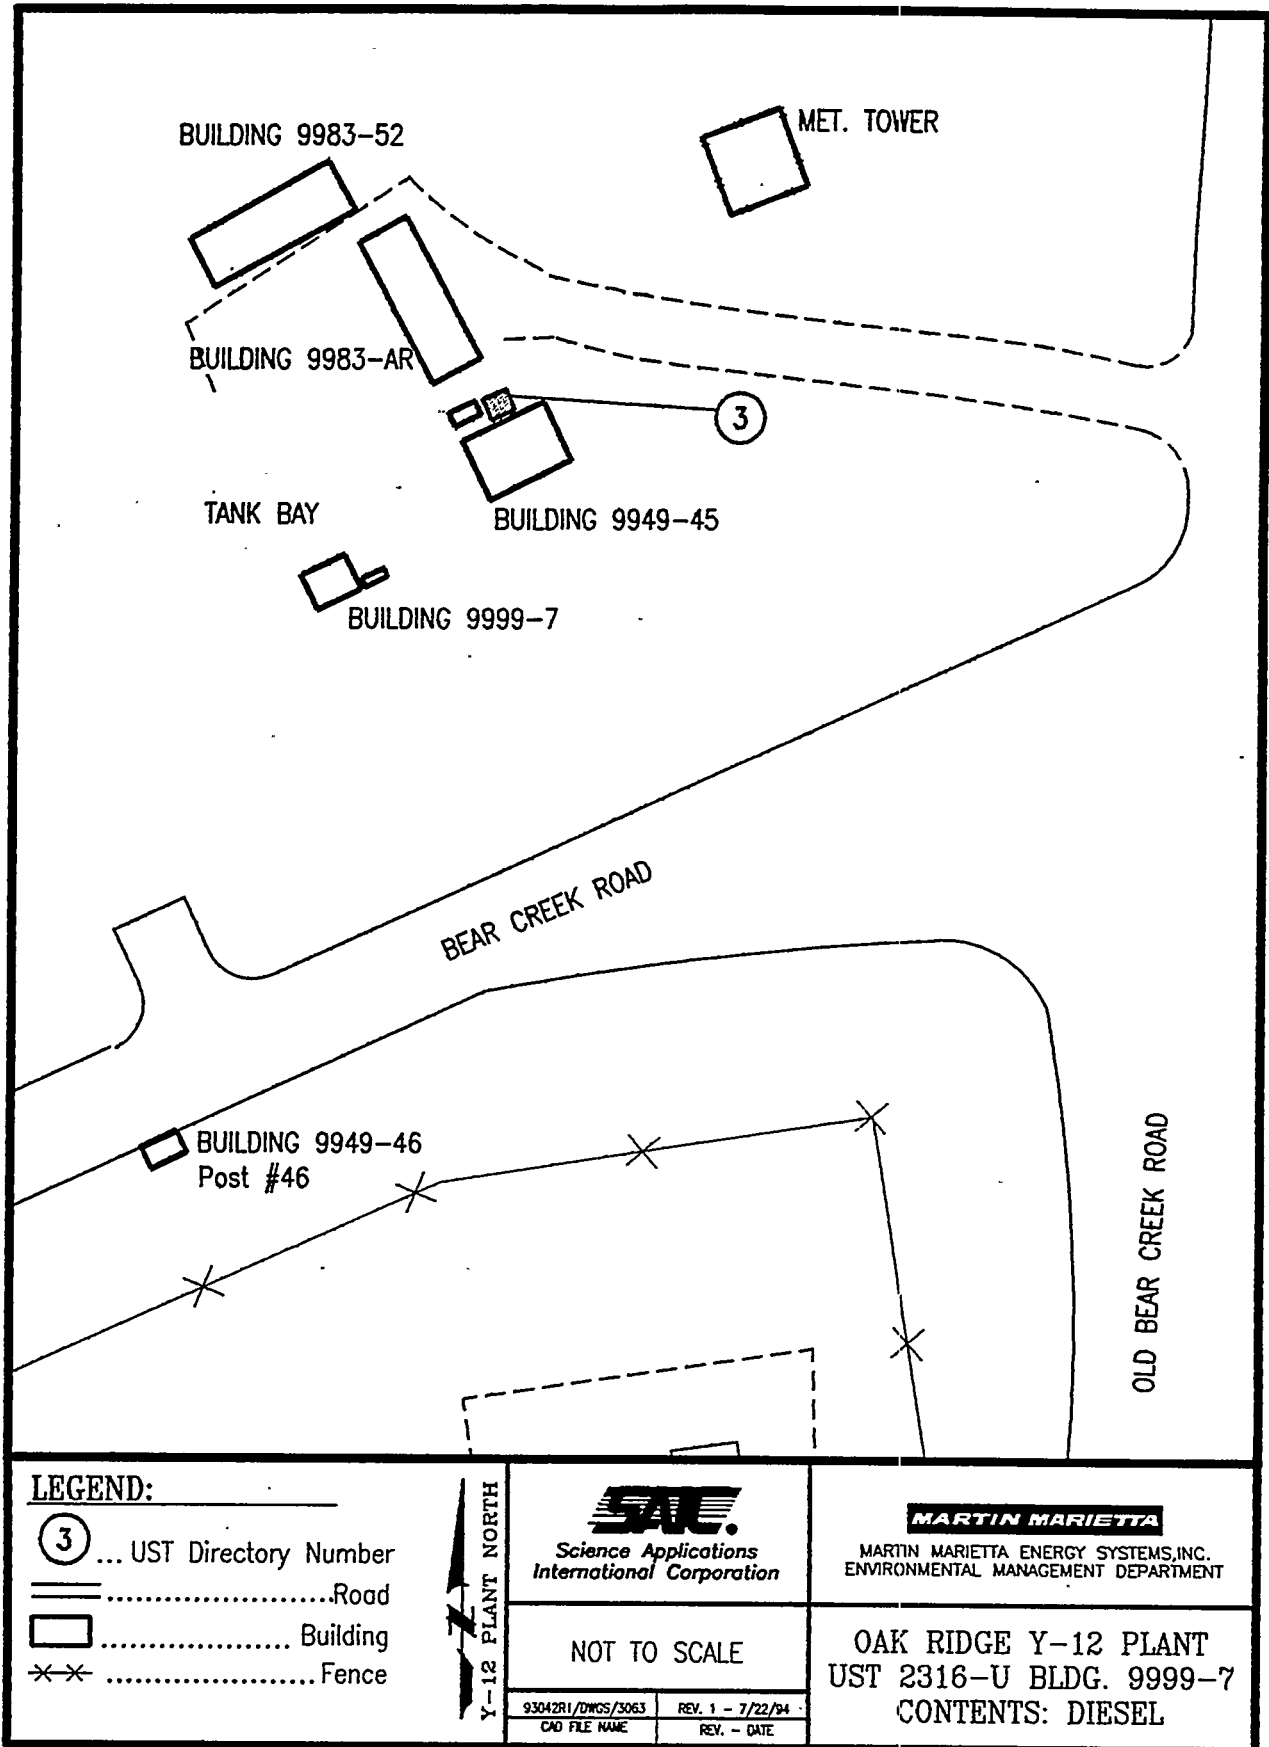 BUILDING 9983-52
MET. TOWER
BUILDING 9983-AR
3
TANK BAY
BUILDING 9949-45
BUILDING 9999-7
BEAR CREEK ROAD
BUILDING 9949-46
Post #46
OLD BEAR CREEK ROAD
LEGEND:
3 ... UST Directory Number
Road
Building
Fence
Y-12 PLANT NORTH
SAIC
Science Applications
International Corporation
NOT TO SCALE
93042R1/DWGS/3063
REV. 1 - 7/22/94
CAD FILE NAME
REV. - DATE
MARTIN MARIETTA
MARTIN MARIETTA ENERGY SYSTEMS,INC.
ENVIRONMENTAL MANAGEMENT DEPARTMENT
OAK RIDGE Y-12 PLANT
UST 2316-U BLDG. 9999-7
CONTENTS: DIESEL